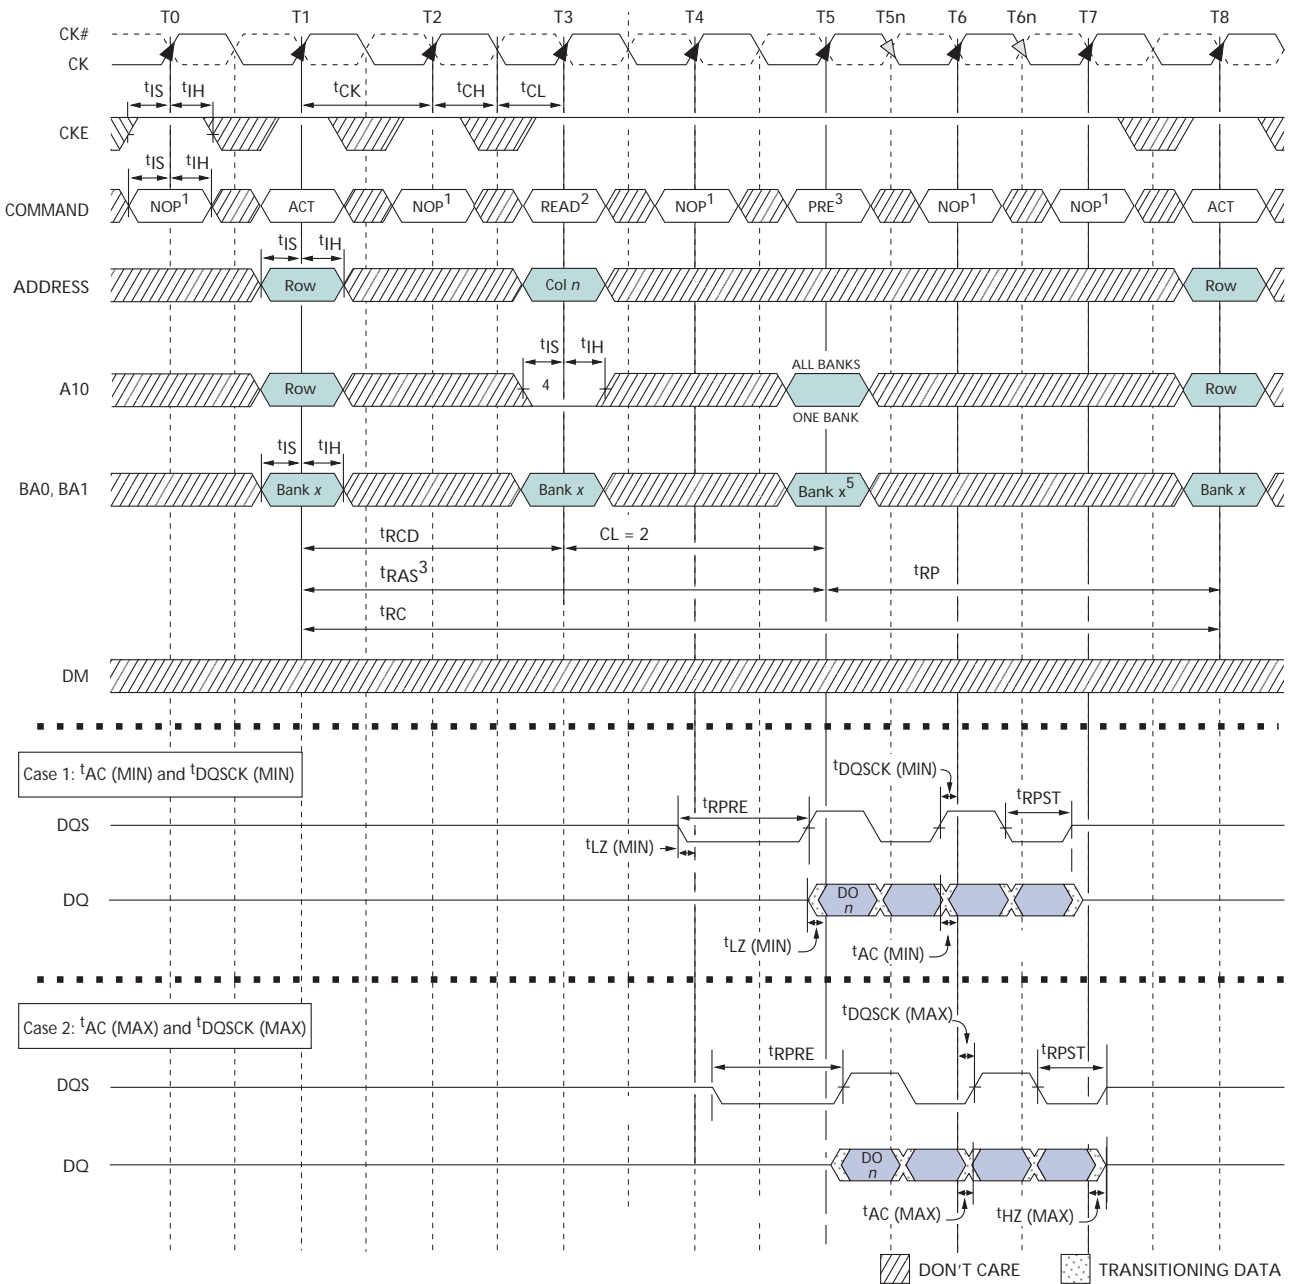 T0 T1 T2 T3 T4 T5 T5n T6 T6n T7 T8
CK#
CK
tIS tIH tCK tCH tCL
CKE
tIS tIH
COMMAND NOP1 ACT NOP1 READ2 NOP1 PRE3 NOP1 NOP1 ACT
tIS tIH
ADDRESS Row Col n Row
tIS tIH ALL BANKS
A10 Row 4 Row
ONE BANK
tIS tIH
BA0, BA1 Bank x Bank x Bank x5 Bank x
tRCD CL = 2
tRAS3 tRP
tRC
DM
Case 1: tAC (MIN) and tDQSCK (MIN)
tDQSCK (MIN)
tRPRE tRPST
DQS
tLZ (MIN)
DQ DO
n
tLZ (MIN) tAC (MIN)
Case 2: tAC (MAX) and tDQSCK (MAX)
tDQSCK (MAX)
tRPRE tRPST
DQS
DQ DO
n
tAC (MAX) tHZ (MAX)
DON'T CARE TRANSITIONING DATA